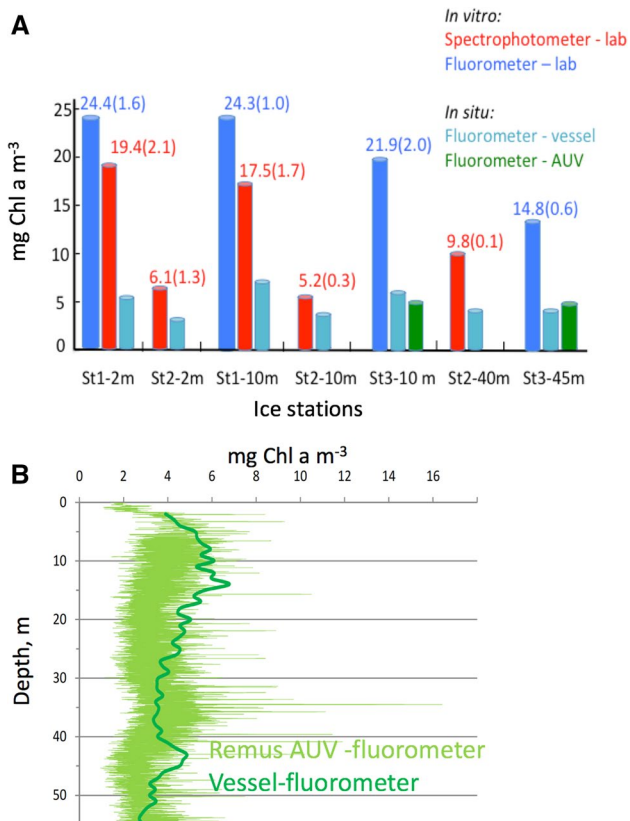 A
In vitro:
Spectrophotometer - lab
Fluorometer – lab
In situ:
Fluorometer - vessel
Fluorometer - AUV
mg Chl a m-3
25
20
15
10
5
0
24.4(1.6)
19.4(2.1)
6.1(1.3)
24.3(1.0)
17.5(1.7)
5.2(0.3)
21.9(2.0)
9.8(0.1)
14.8(0.6)
St1-2m St2-2m St1-10m St2-10m St3-10 m St2-40m St3-45m
Ice stations
B
mg Chl a m-3
0 2 4 6 8 10 12 14 16
Depth, m
0
10
20
30
40
50
Remus AUV -fluorometer
Vessel-fluorometer